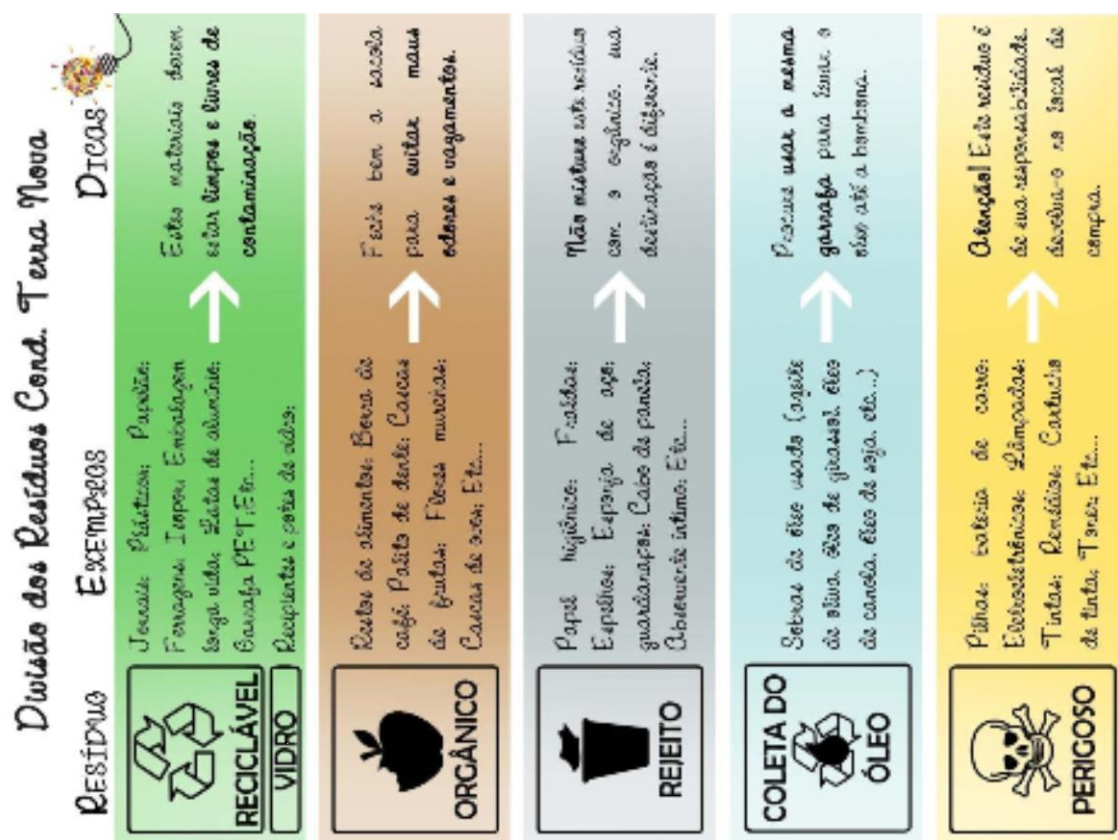 Divisão dos Resíduos Cond. Terra Nova
RESÍDUO
EXEMPLOS
DICAS
RECICLÁVEL
VIDRO
Jornais; Plásticos; Papelão;
Ferragens; Isopor; Embalagem
longa vida; Latas de alumínio;
Garrafa PET;Etc...
Recipientes e potes de vidro;
Estes materiais devem
estar limpos e livres de
contaminação.
ORGÂNICO
Restos de alimentos; Borra de
café; Palito de dente; Cascas
de frutas; Flores murchas;
Cascas de ovos; Etc...
Feche bem a sacola
para evitar maus
odores e vazamentos.
REJEITO
Papel higiênico; Fraldas;
Espelhos; Esponja de aço;
guardanapos; Cabo de panela;
Absorvente íntimo; Etc...
Não misture este resíduo
com o orgânico, sua
destinação é diferente.
COLETA DO
ÓLEO
Sobras de óleo usado (azeite
de oliva, óleo de girassol, óleo
de canola, óleo de soja, etc...)
Procure usar a mesma
garrafa para levar o
óleo até a bombona.
PERIGOSO
Pilhas; bateria de carro;
Eletroeletrônicos; Lâmpadas;
Tintas; Remédios; Cartucho
de tinta; Toner; Etc...
Atenção! Este resíduo é
de sua responsabilidade,
devolva-o no local de
compra.